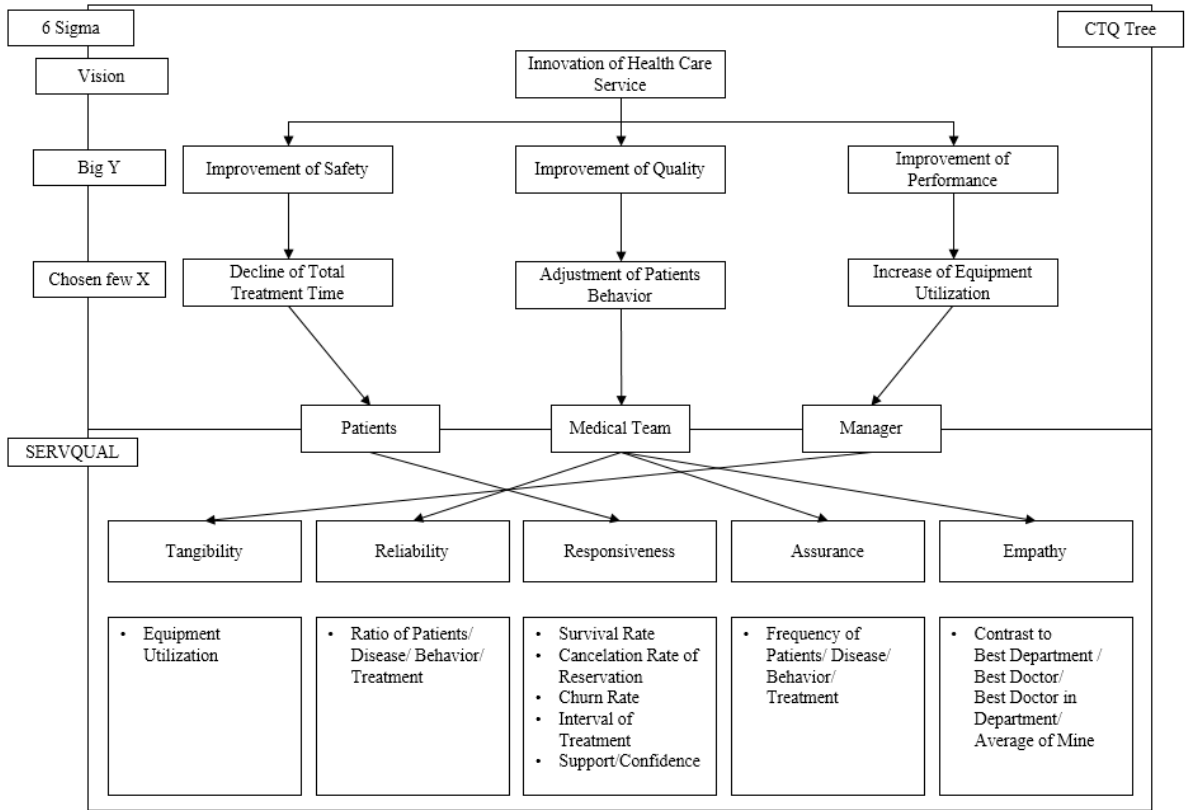 6 Sigma
CTQ Tree
Vision
Innovation of Health Care
Service
Big Y
Improvement of Safety
Improvement of Quality
Improvement of
Performance
Chosen few X
Decline of Total
Treatment Time
Adjustment of Patients
Behavior
Increase of Equipment
Utilization
Patients
Medical Team
Manager
SERVQUAL
Tangibility
Reliability
Responsiveness
Assurance
Empathy
• Equipment
Utilization
• Ratio of Patients/
Disease/ Behavior/
Treatment
• Survival Rate
• Cancelation Rate of
Reservation
• Churn Rate
• Interval of
Treatment
• Support/Confidence
• Frequency of
Patients/ Disease/
Behavior/
Treatment
• Contrast to
Best Department /
Best Doctor/
Best Doctor in
Department/
Average of Mine